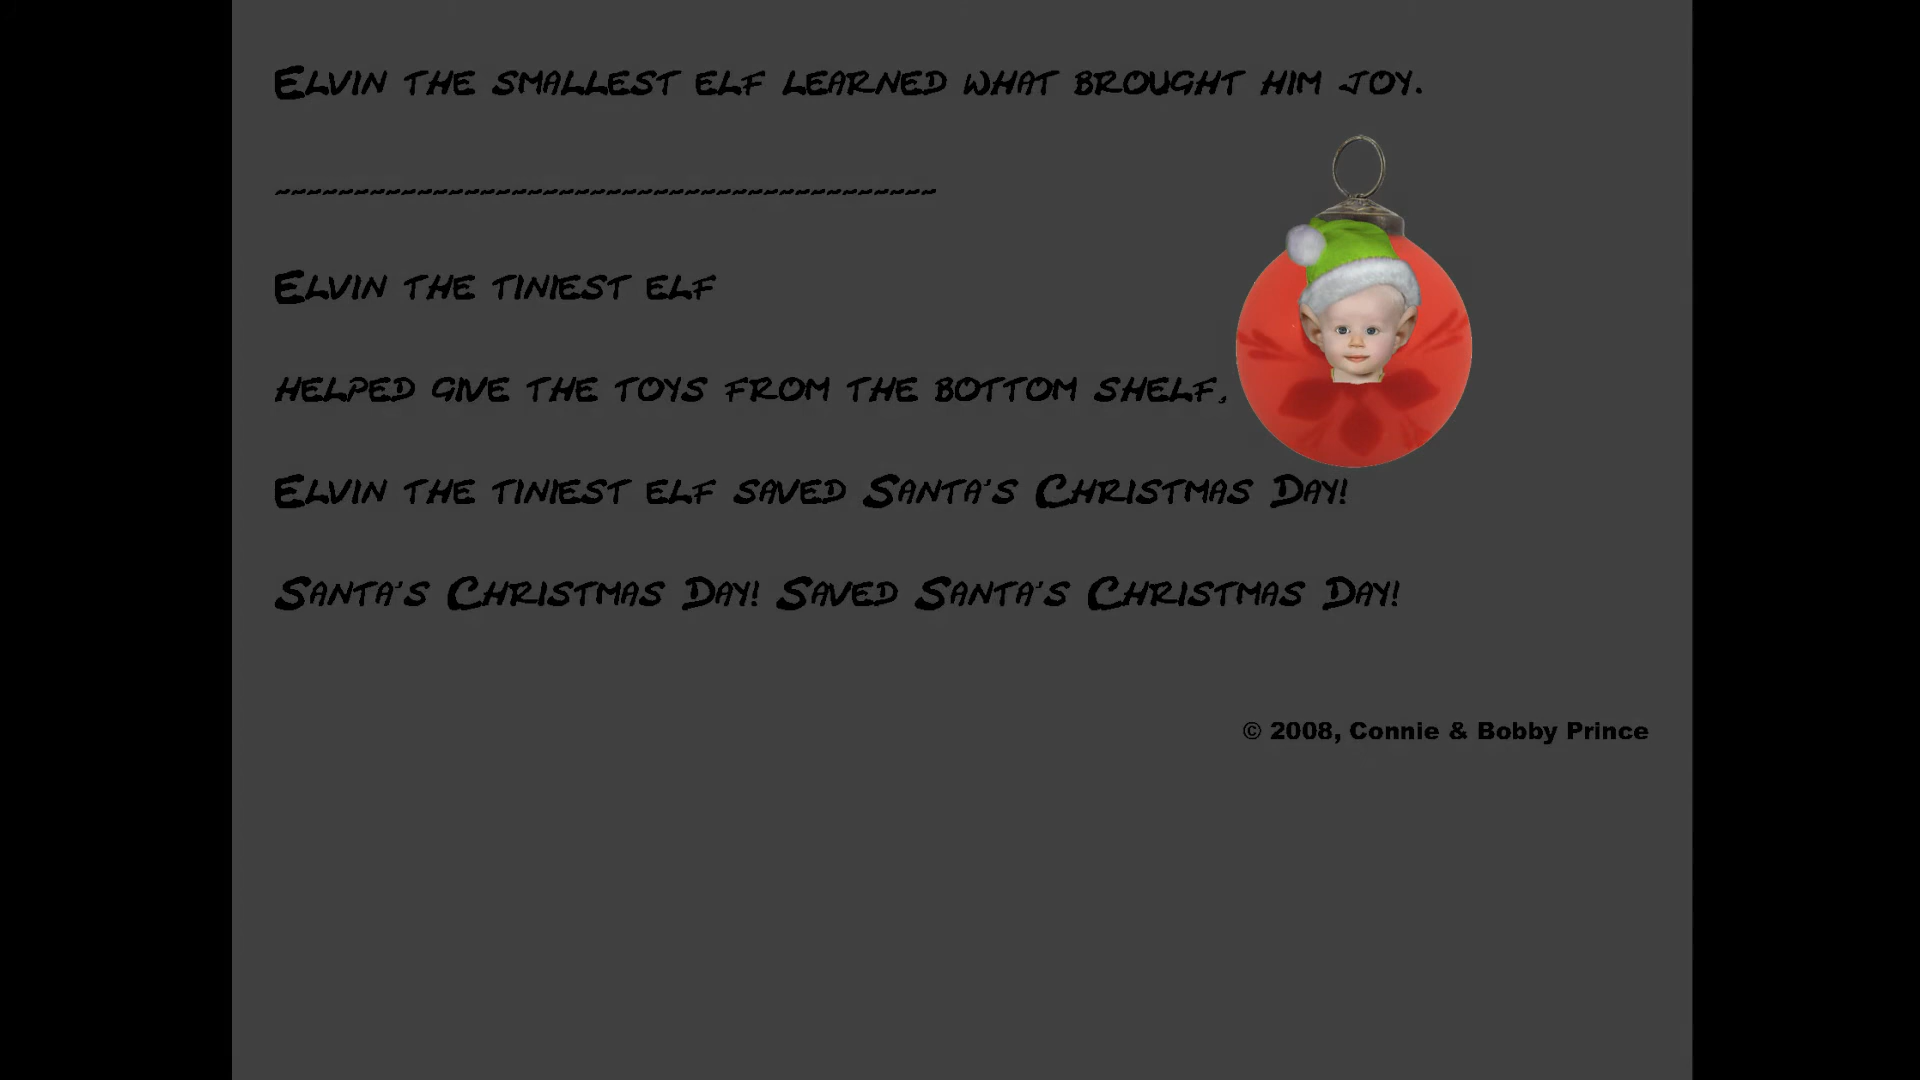 Elvin the smallest elf learned what brought him joy.
~~~~~~~~~~~~~~~~~~~~~~~~~~~~~~~~~~~~~~~~~~
Elvin the tiniest elf
helped give the toys from the bottom shelf,
Elvin the tiniest elf saved Santa's Christmas Day!
Santa's Christmas Day! Saved Santa's Christmas Day!
© 2008, Connie & Bobby Prince